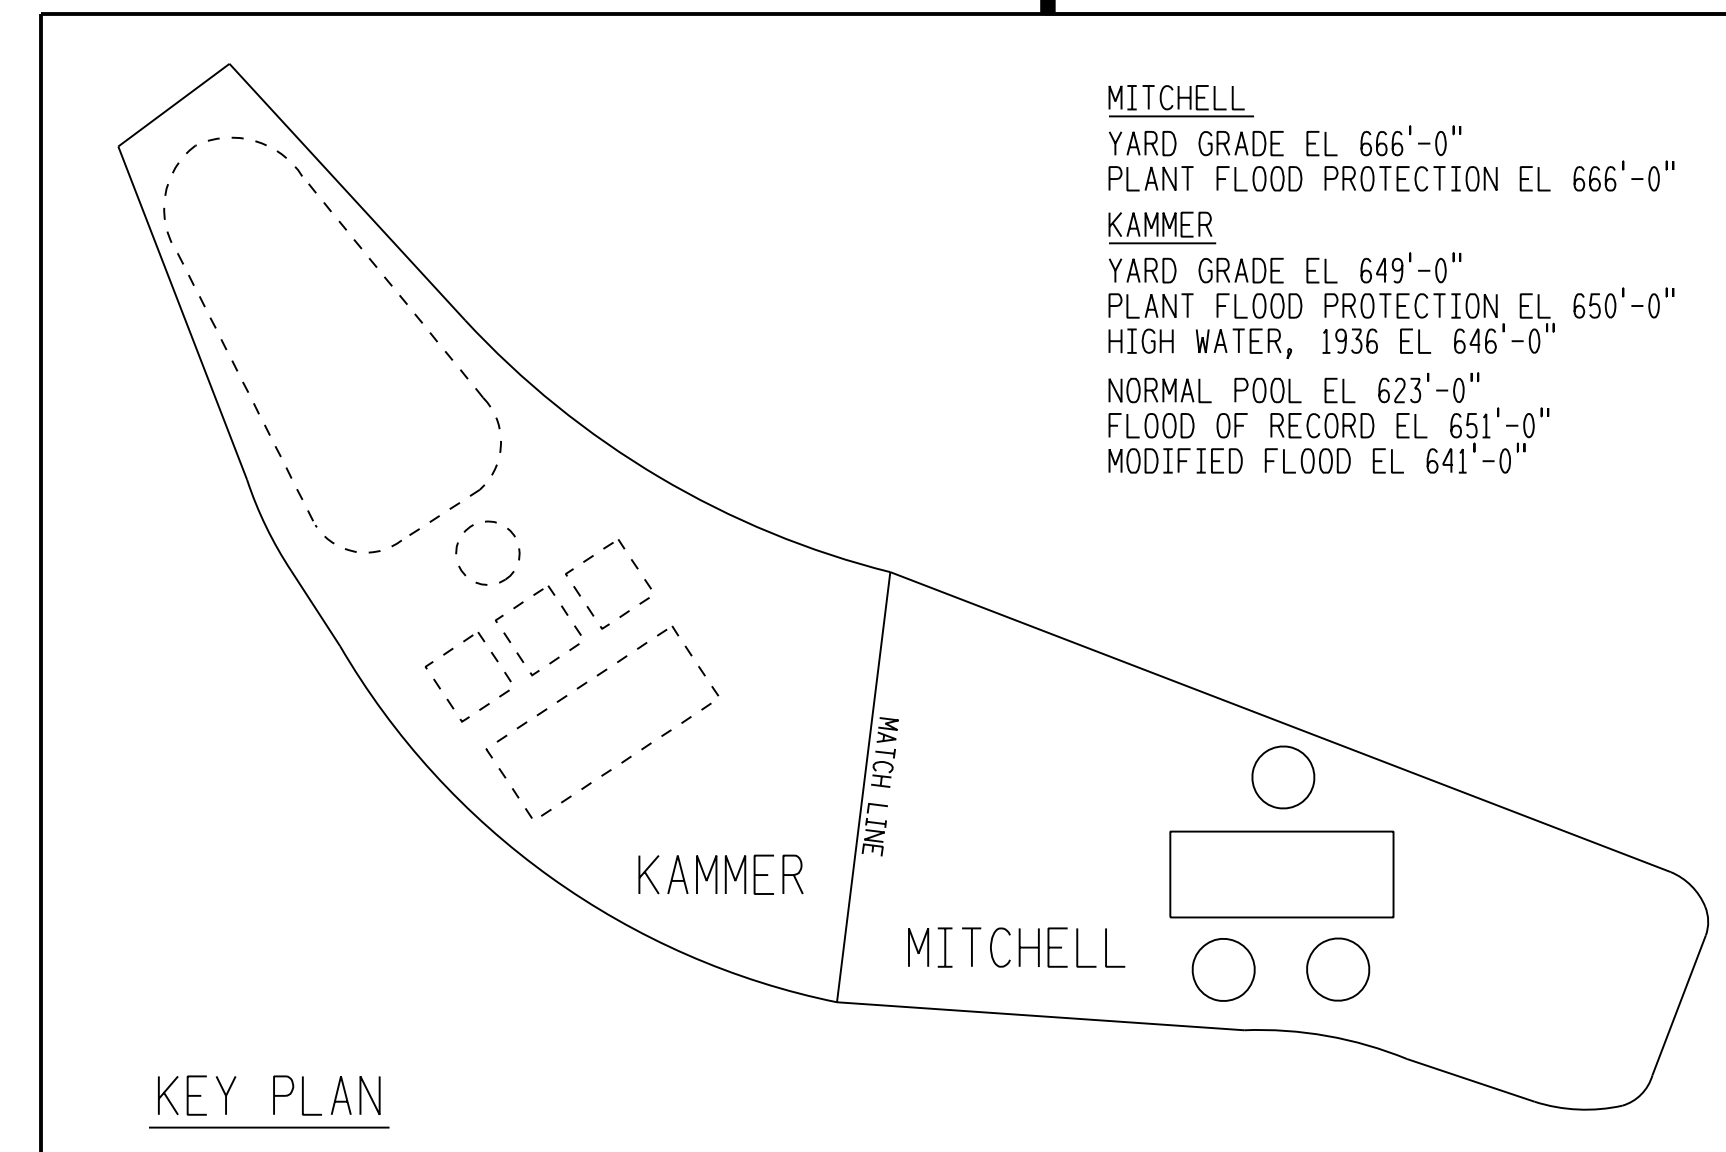 MITCHELL
YARD GRADE EL 666'-0"
PLANT FLOOD PROTECTION EL 666'-0"
KAMMER
YARD GRADE EL 649'-0"
PLANT FLOOD PROTECTION EL 650'-0"
HIGH WATER, 1936 EL 646'-0"
NORMAL POOL EL 623'-0"
FLOOD OF RECORD EL 651'-0"
MODIFIED FLOOD EL 641'-0"
MATCH LINE
KAMMER
MITCHELL
KEY PLAN